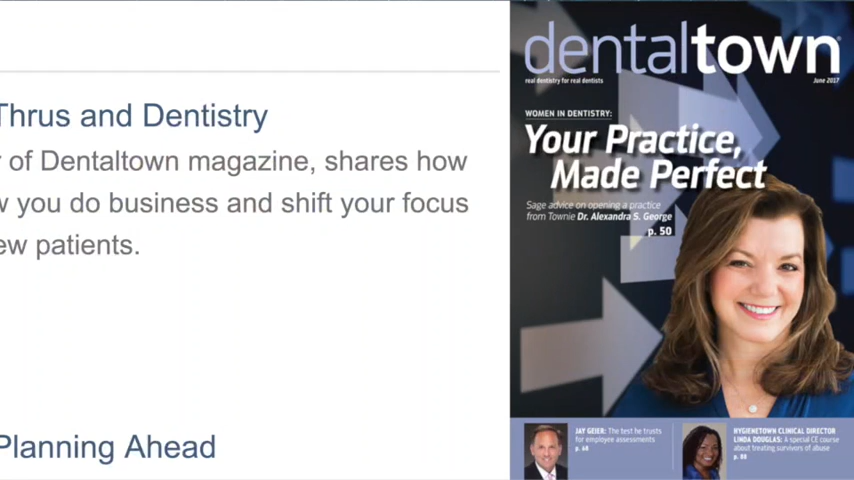 Thrus and Dentistry
r of Dentaltown magazine, shares how
w you do business and shift your focus
ew patients.
Planning Ahead
dentaltown
real dentistry for real dentists
June 2017
WOMEN IN DENTISTRY:
Your Practice,
Made Perfect
Sage advice on opening a practice
from Townie Dr. Alexandra S. George
p. 50
JAY GEIER: The test he trusts
for employee assessments
p. 68
HYGIENETOWN CLINICAL DIRECTOR
LINDA DOUGLAS: A special CE course
about treating survivors of abuse
p. 88